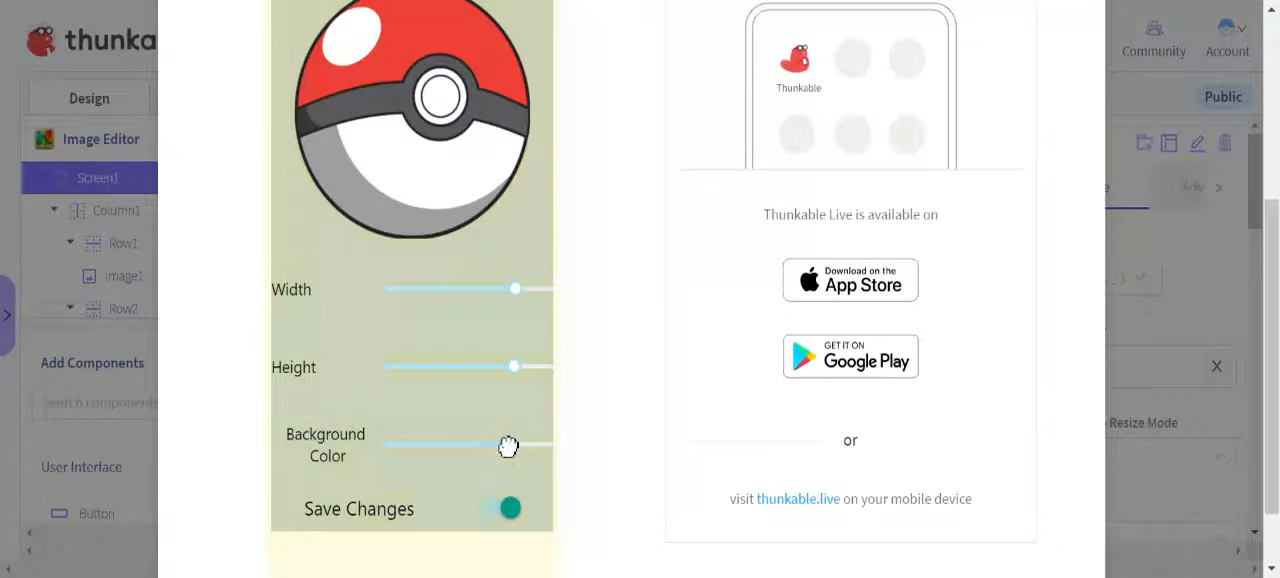 thunka
Community
Account
Design
Public
Image Editor
Screen1
Column1
Row1
image1
Row2
Add Components
User Interface
Button
Width
Height
Background
Color
Save Changes
Thunkable
Thunkable Live is available on
Download on the
App Store
GET IT ON
Google Play
or
visit thunkable.live on your mobile device
Adv
X
Resize Mode